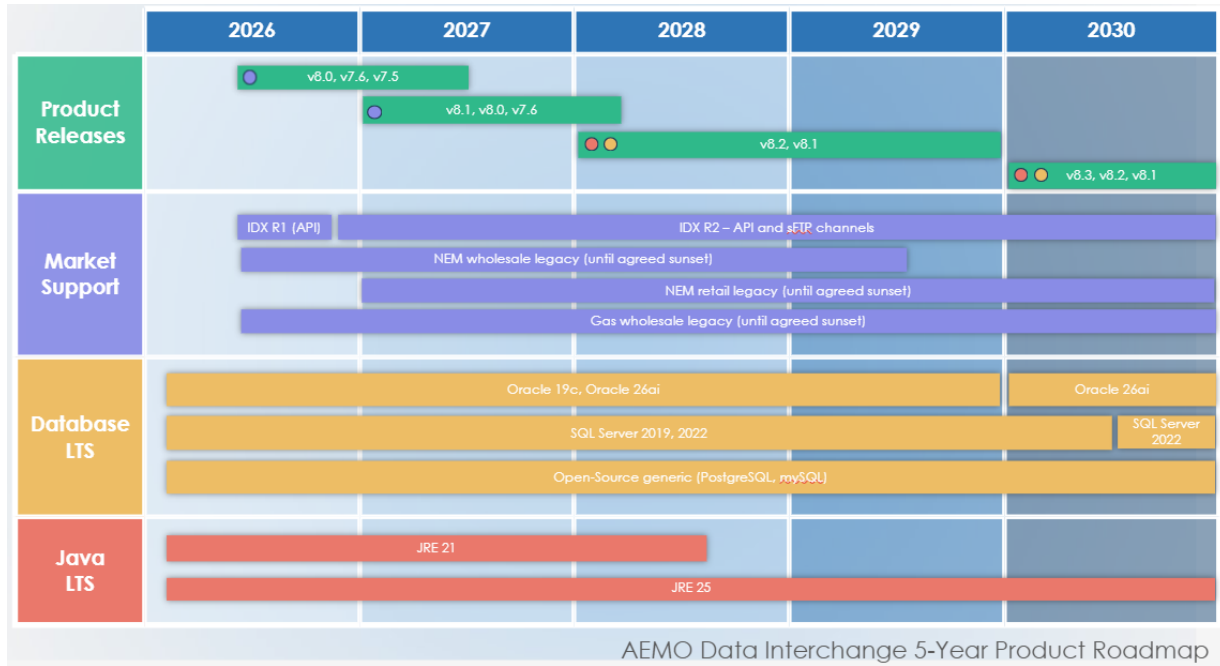 2026 2027 2028 2029 2030
Product
Releases
v8.0, v7.6, v7.5
v8.1, v8.0, v7.6
v8.2, v8.1
v8.3, v8.2, v8.1
Market
Support
IDX R1 (API)
IDX R2 – API and sFTP channels
NEM wholesale legacy (until agreed sunset)
NEM retail legacy (until agreed sunset)
Gas wholesale legacy (until agreed sunset)
Database
LTS
Oracle 19c, Oracle 26ai
Oracle 26ai
SQL Server 2019, 2022
SQL Server
2022
Open-Source generic (PostgreSQL, mySQL)
Java
LTS
JRE 21
JRE 25
AEMO Data Interchange 5-Year Product Roadmap